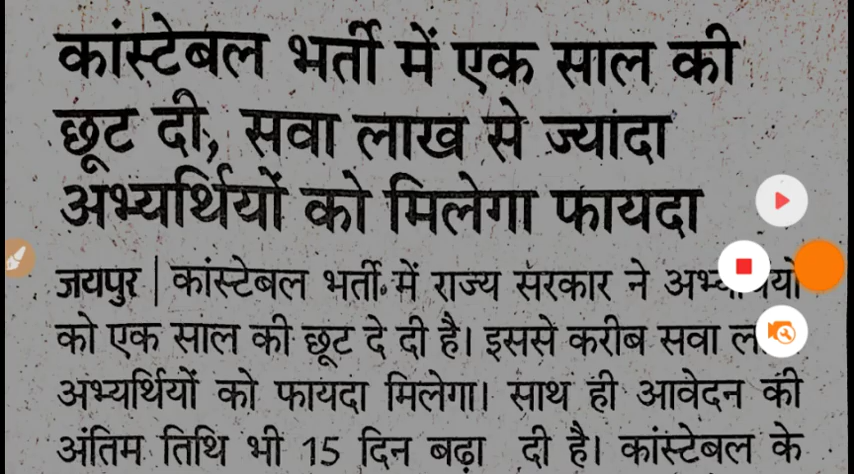 कांस्टेबल भर्ती में एक साल की
छूट दी, सवा लाख से ज्यादा
अभ्यर्थियों को मिलेगा फायदा
जयपुर | कांस्टेबल भर्ती में राज्य सरकार ने
को एक साल की छूट दे दी है। इससे करीब सवा
अभ्यर्थियों को फायदा मिलेगा। साथ ही आवेदन की
अंतिम तिथि भी 15 दिन बढ़ा दी है। कांस्टेबल के